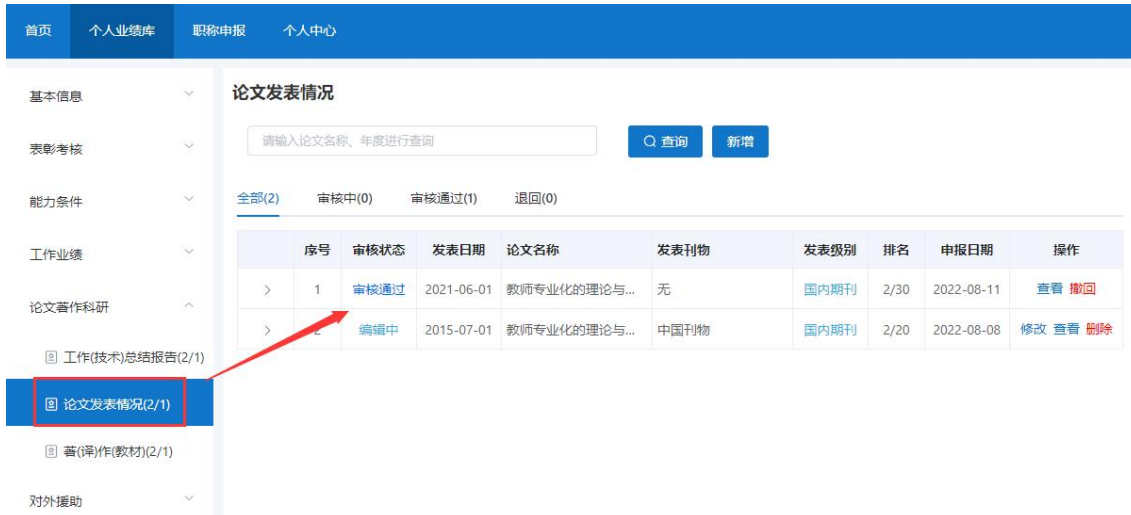 首页 个人业绩库 职称申报 个人中心
基本信息
表彰考核
能力条件
工作业绩
论文著作科研
工作(技术)总结报告(2/1)
论文发表情况(2/1)
著(译)作(教材)(2/1)
对外援助
论文发表情况
请输入论文名称、年度进行查询 查询 新增
全部(2) 审核中(0) 审核通过(1) 退回(0)
序号 审核状态 发表日期 论文名称 发表刊物 发表级别 排名 申报日期 操作
1 审核通过 2021-06-01 教师专业化的理论与... 无 国内期刊 2/30 2022-08-11 查看 撤回
2 编辑中 2015-07-01 教师专业化的理论与... 中国刊物 国内期刊 2/20 2022-08-08 修改 查看 删除